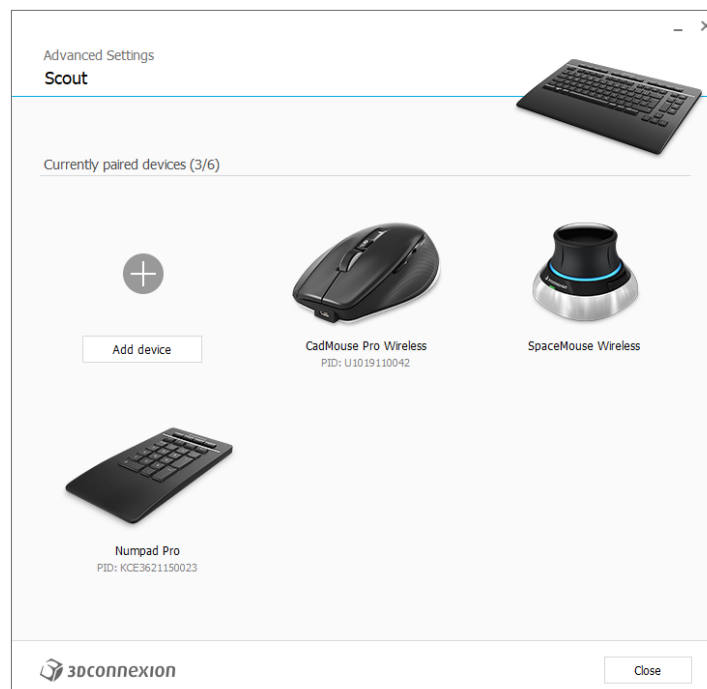 Advanced Settings
Scout
Currently paired devices (3/6)
Add device
CadMouse Pro Wireless
PID: U1019110042
SpaceMouse Wireless
Numpad Pro
PID: KCE3621150023
3Dconnexion
Close